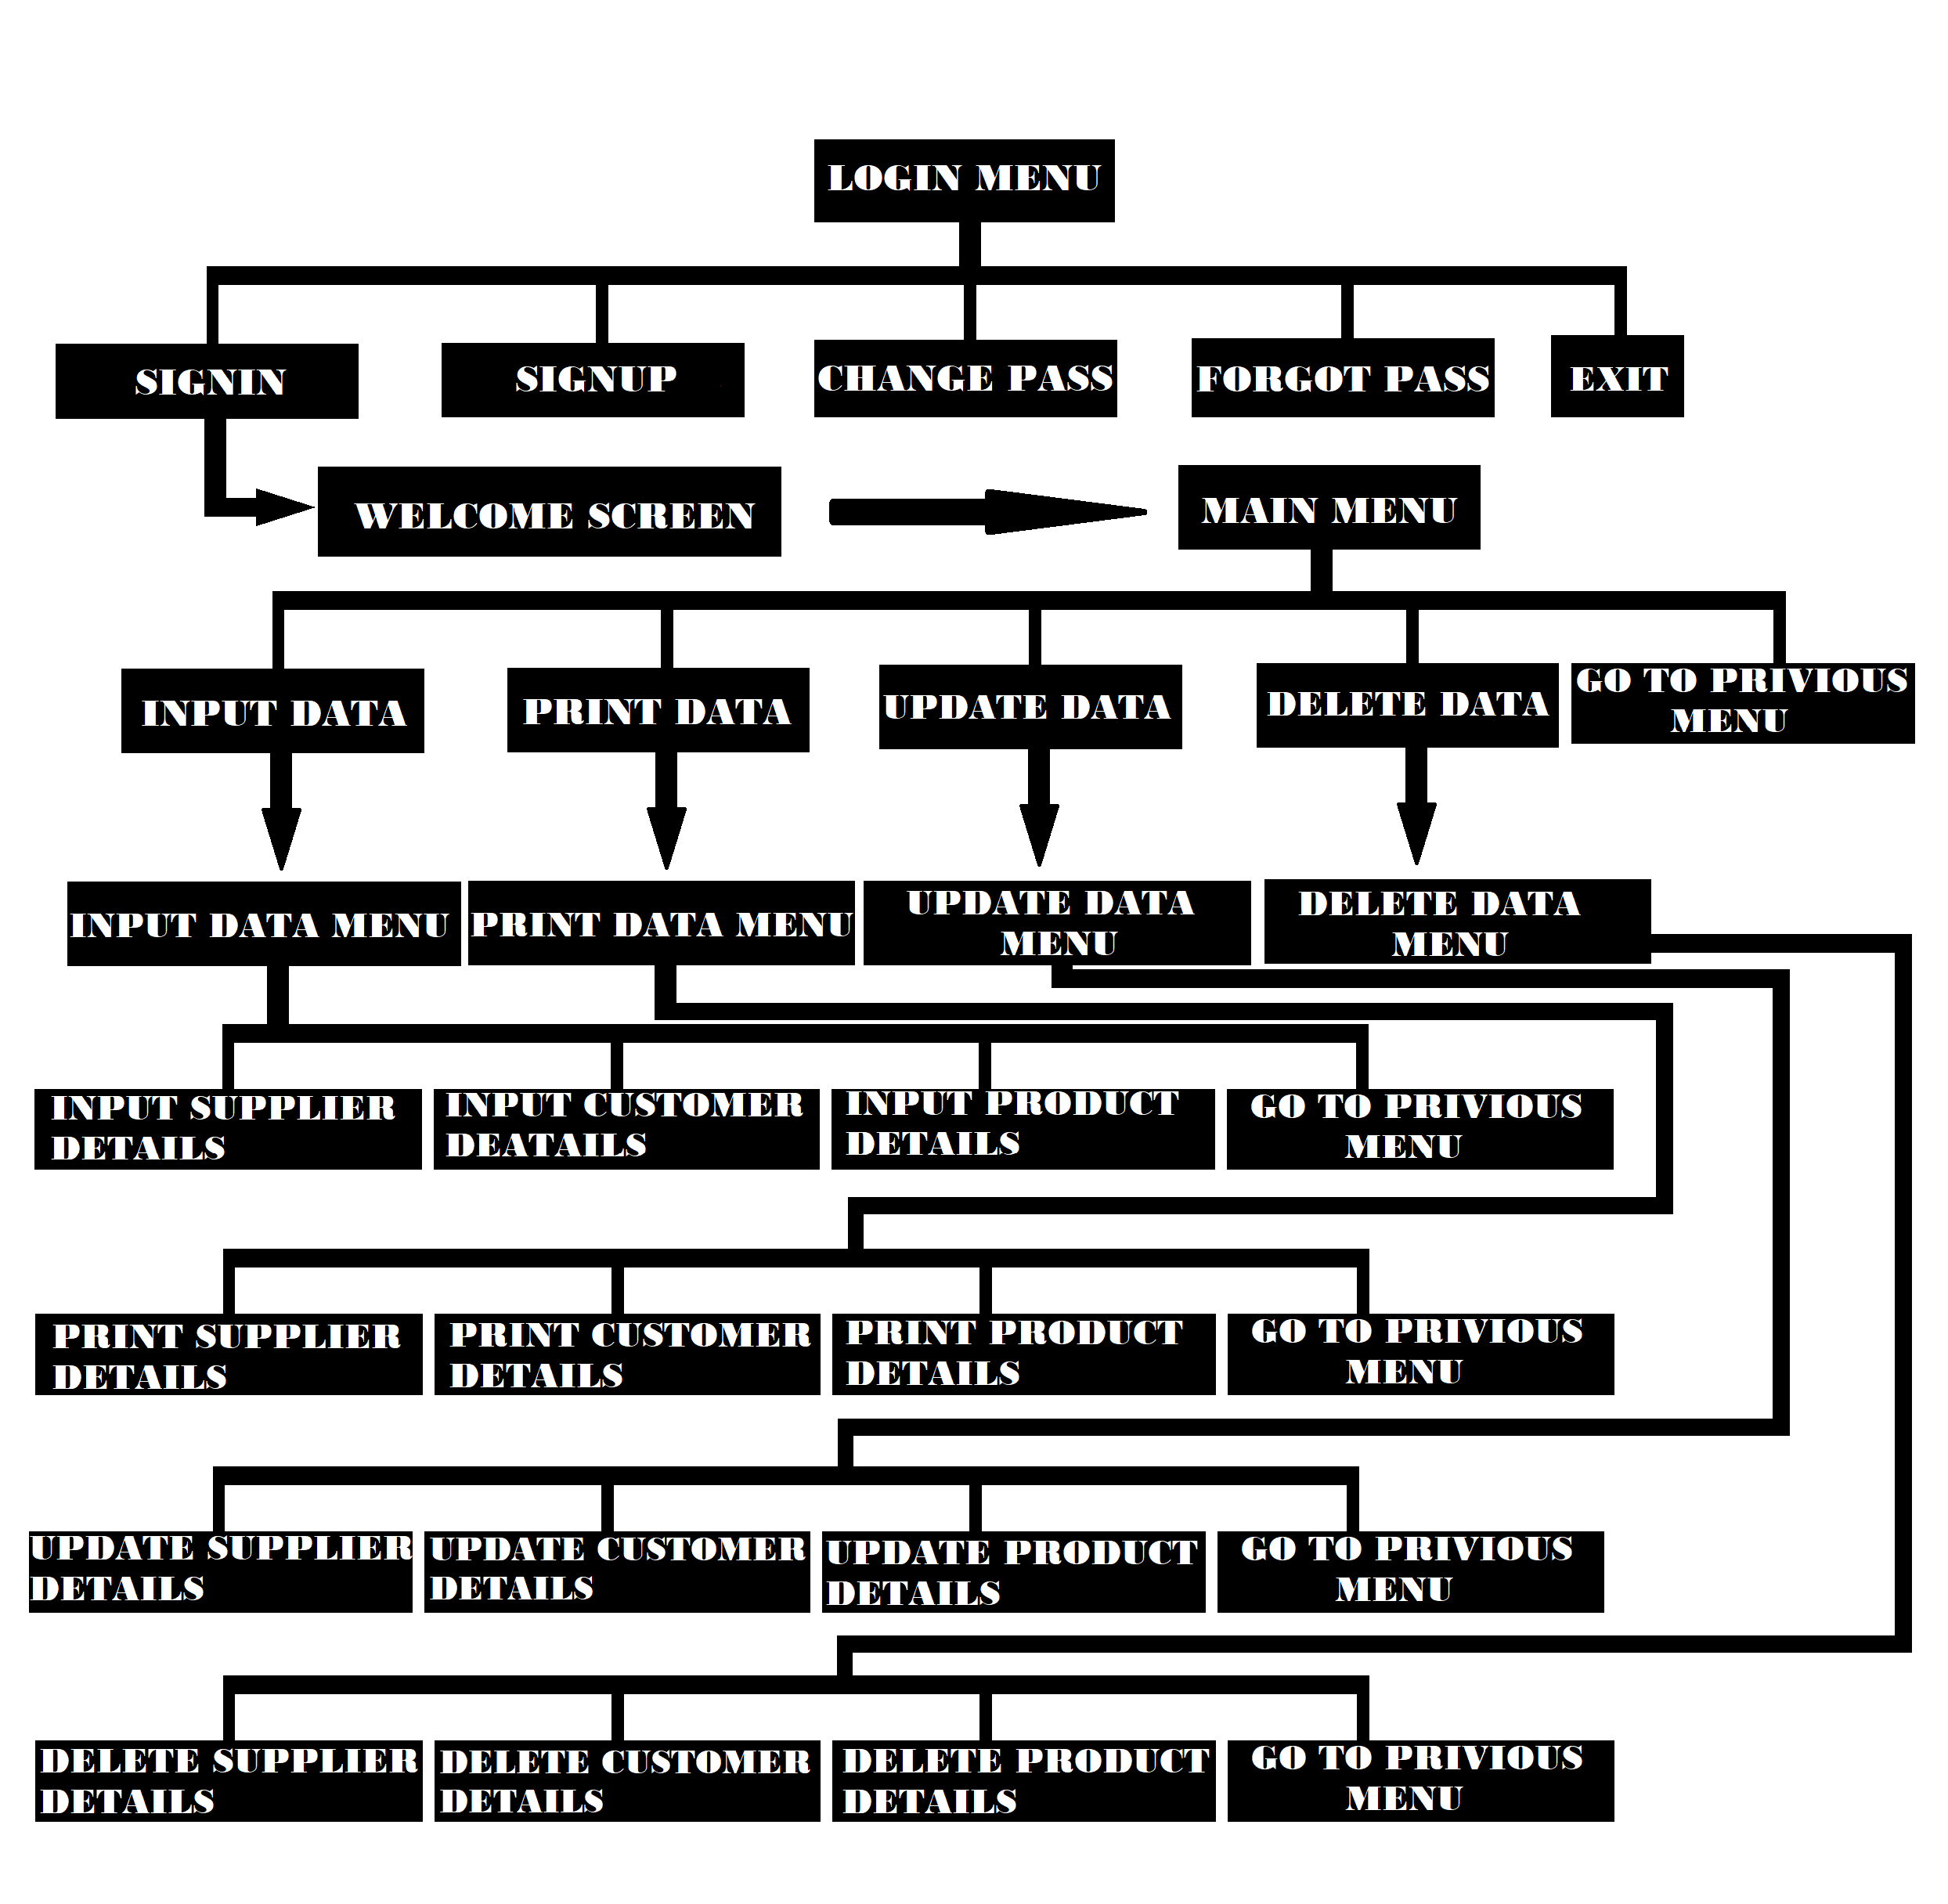 LOGIN MENU
SIGNIN
SIGNUP
CHANGE PASS
FORGOT PASS
EXIT
WELCOME SCREEN
MAIN MENU
INPUT DATA
PRINT DATA
UPDATE DATA
DELETE DATA
GO TO PRIVIOUS
MENU
INPUT DATA MENU
PRINT DATA MENU
UPDATE DATA
MENU
DELETE DATA
MENU
INPUT SUPPLIER
DETAILS
INPUT CUSTOMER
DEATAILS
INPUT PRODUCT
DETAILS
GO TO PRIVIOUS
MENU
PRINT SUPPLIER
DETAILS
PRINT CUSTOMER
DETAILS
PRINT PRODUCT
DETAILS
GO TO PRIVIOUS
MENU
UPDATE SUPPLIER
DETAILS
UPDATE CUSTOMER
DETAILS
UPDATE PRODUCT
DETAILS
GO TO PRIVIOUS
MENU
DELETE SUPPLIER
DETAILS
DELETE CUSTOMER
DETAILS
DELETE PRODUCT
DETAILS
GO TO PRIVIOUS
MENU